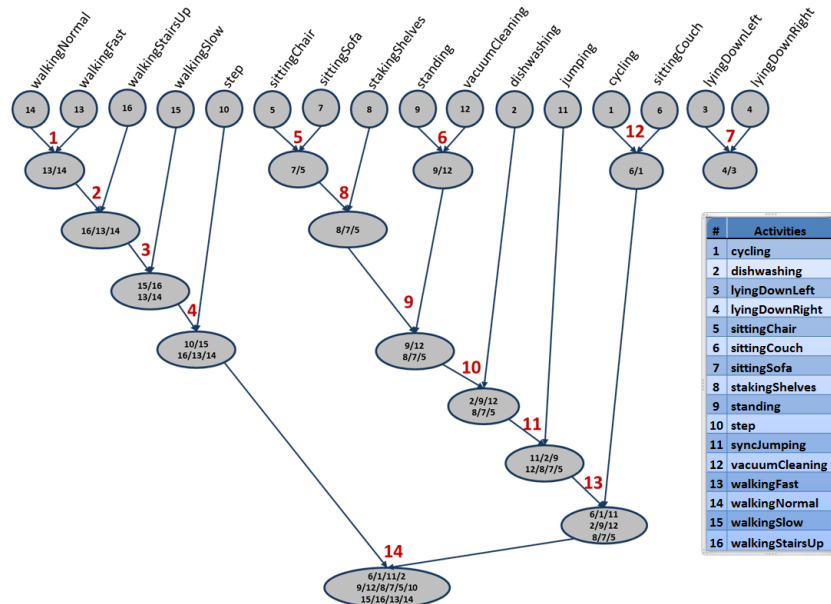 walkingNormal
walkingFast
walkingStairsUp
walkingSlow
step
sittingChair
sittingSofa
stakingShelves
standing
vacuumCleaning
dishwashing
jumping
cycling
sittingCouch
lyingDownLeft
lyingDownRight
14 13 16 15 10 5 7 8 9 12 2 11 1 6 3 4
1 5 6 12 7
13/14 7/5 9/12 6/1 4/3
2 8
16/13/14 8/7/5
3
15/16
13/14
9
4
10/15
16/13/14
9/12
8/7/5
10
2/9/12
8/7/5
11
11/2/9
12/8/7/5
13
6/1/11
2/9/12
8/7/5
14
6/1/11/2
9/12/8/7/5/10
15/16/13/14
# Activities
1 cycling
2 dishwashing
3 lyingDownLeft
4 lyingDownRight
5 sittingChair
6 sittingCouch
7 sittingSofa
8 stakingShelves
9 standing
10 step
11 syncJumping
12 vacuumCleaning
13 walkingFast
14 walkingNormal
15 walkingSlow
16 walkingStairsUp